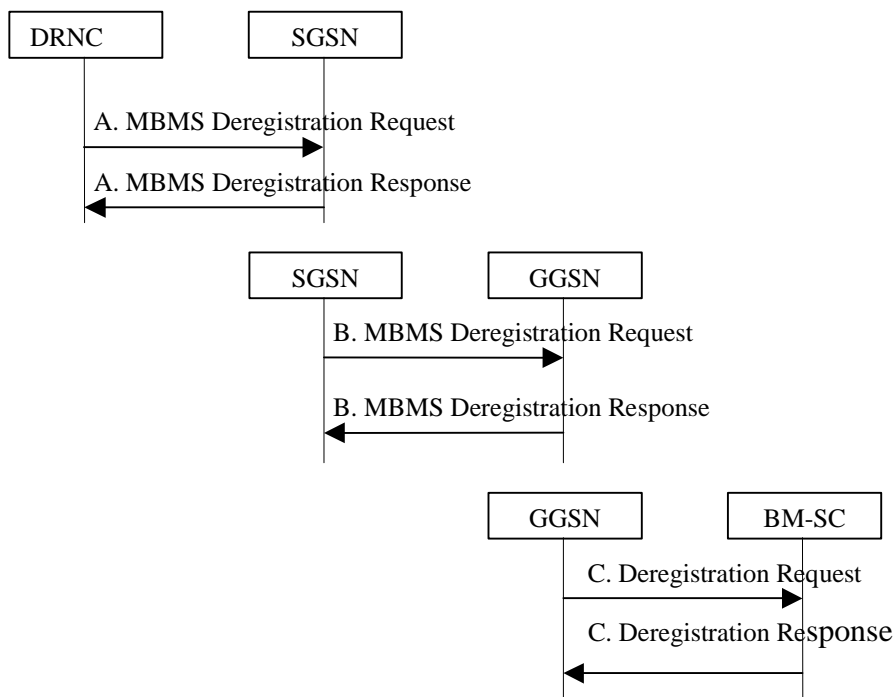 DRNC SGSN
A. MBMS Deregistration Request
A. MBMS Deregistration Response
SGSN GGSN
B. MBMS Deregistration Request
B. MBMS Deregistration Response
GGSN BM-SC
C. Deregistration Request
C. Deregistration Response